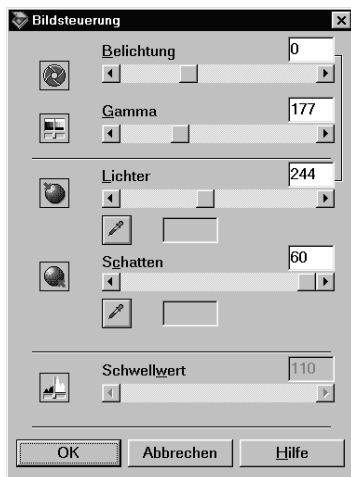 Bildsteuerung
Belichtung 0
Gamma 177
Lichter 244
Schatten 60
Schwellwert 110
OK Abbrechen Hilfe